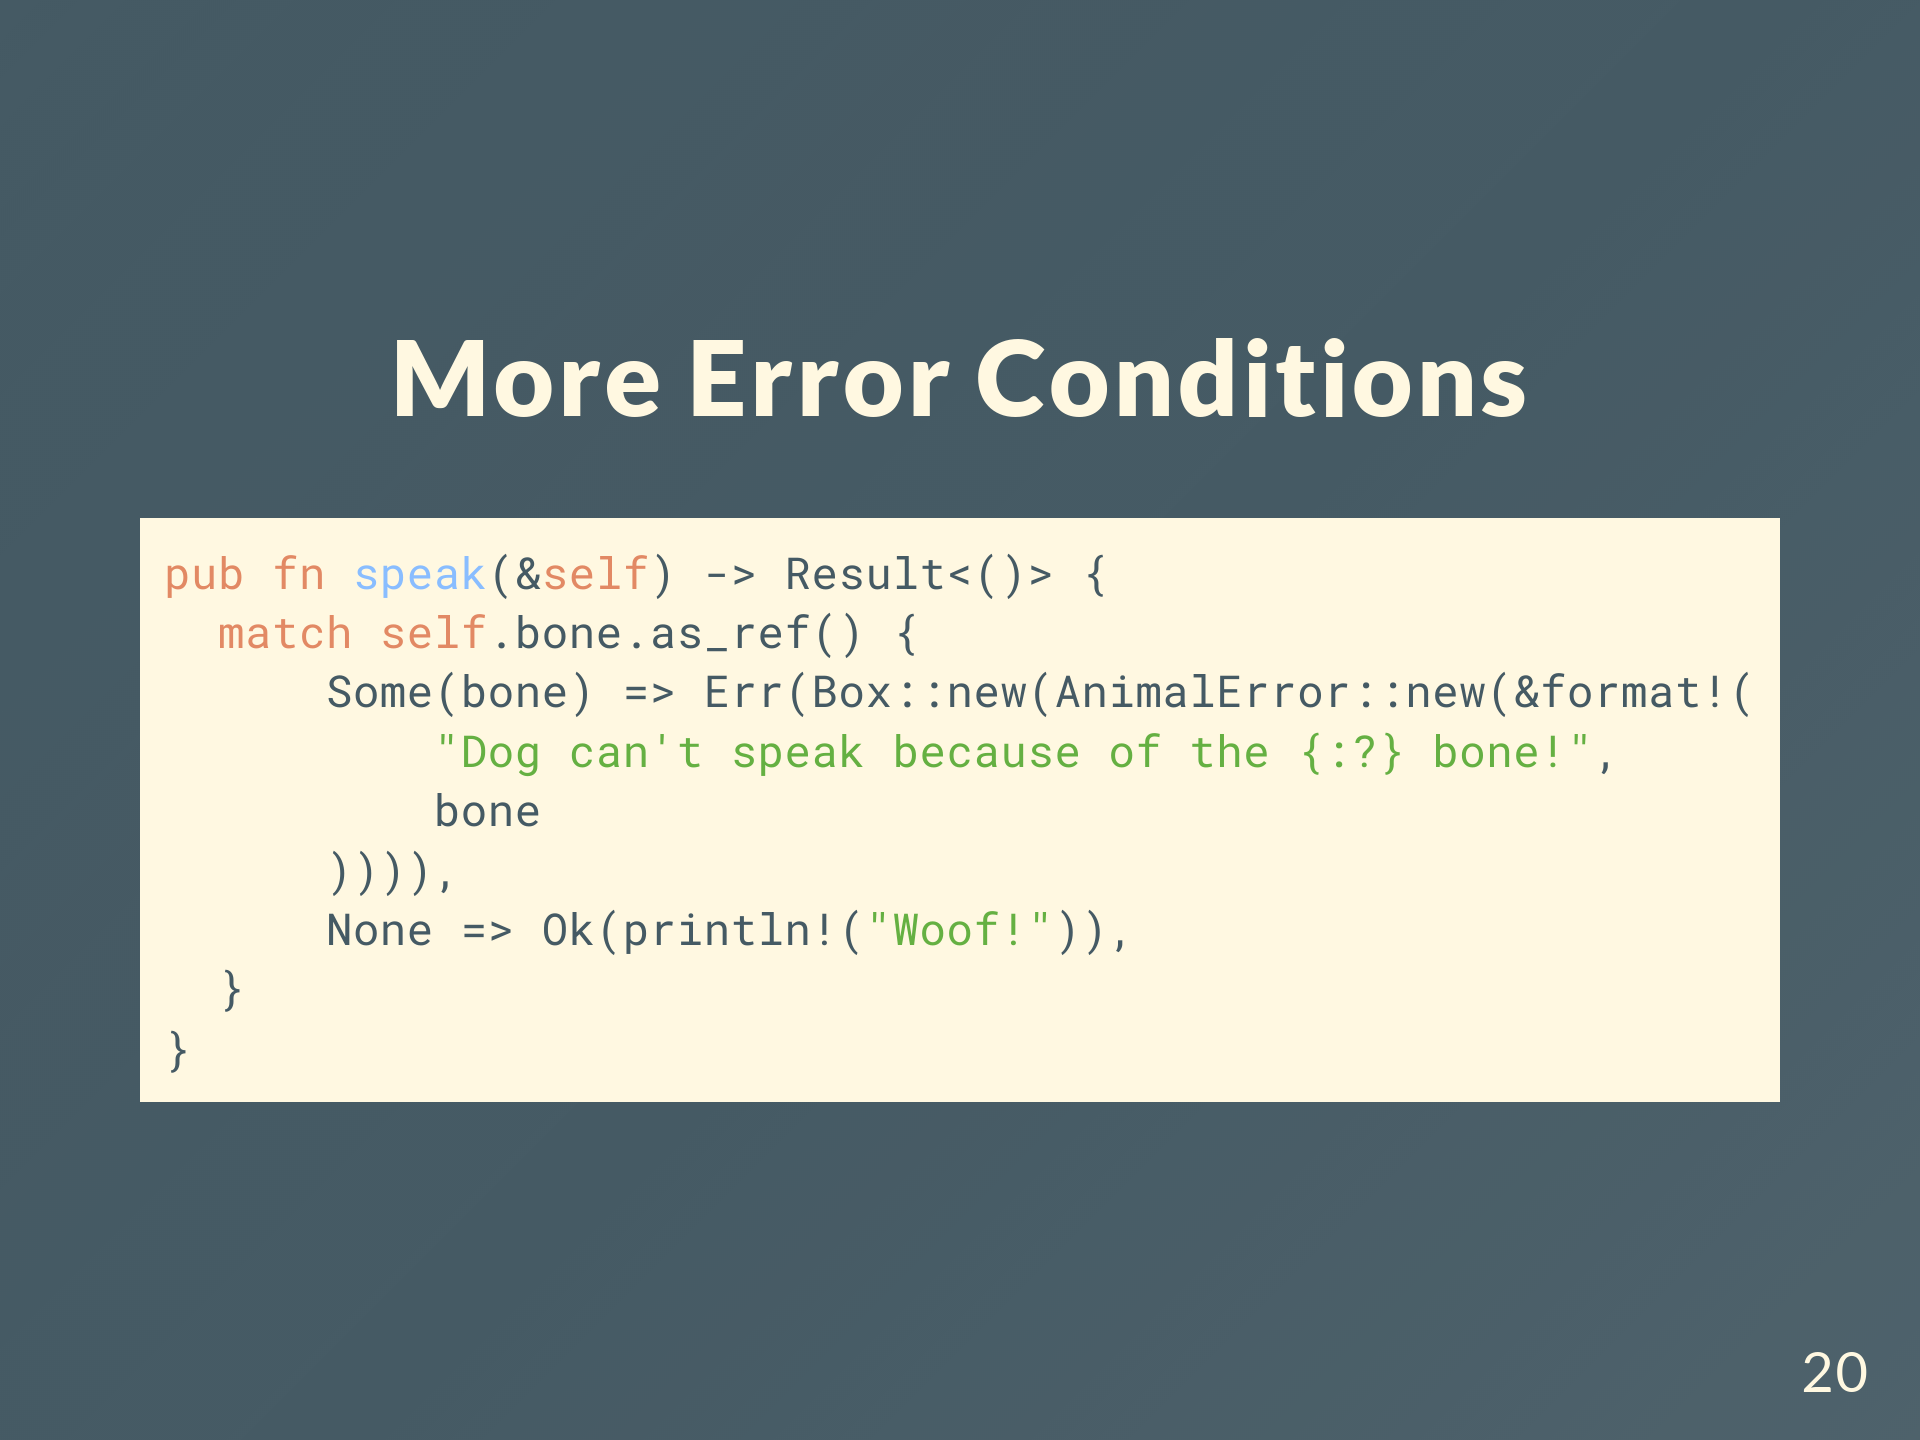 More Error Conditions
pub fn speak(&self) -> Result<()> {
  match self.bone.as_ref() {
      Some(bone) => Err(Box::new(AnimalError::new(&format!(
          "Dog can't speak because of the {:?} bone!",
          bone
      )))),
      None => Ok(println!("Woof!")),
  }
}
20